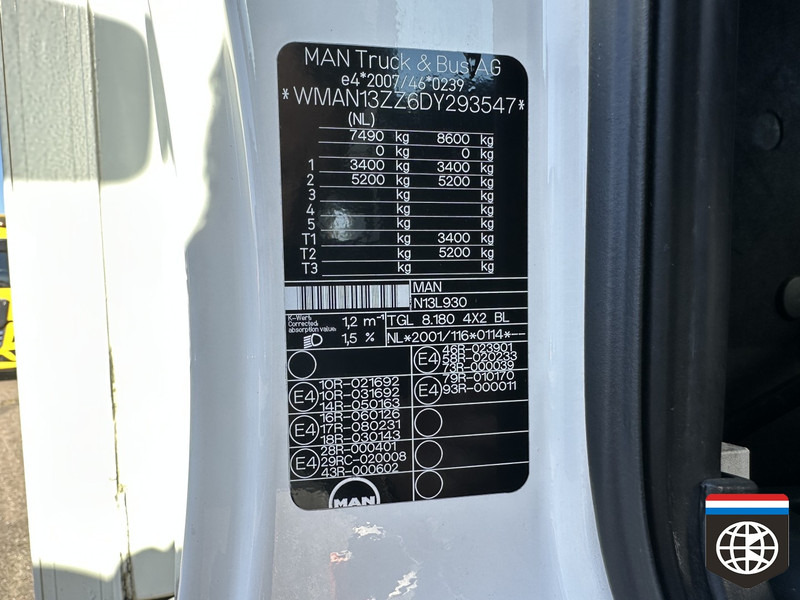 MAN Truck & Bus AG
e4*2007/46*0239
*WMAN13ZZ6DY293547*
(NL)
7490 kg 8600 kg
0 kg 0 kg
1 3400 kg 3400 kg
2 5200 kg 5200 kg
3 kg kg
4 kg kg
5 kg kg
T1 kg 3400 kg
T2 kg 5200 kg
T3 kg kg
MAN
N13L930
K-Wert.
Corrected
absorption value:
1,2 m⁻¹
1,5 %
TGL 8.180 4X2 BL
NL*2001/116*0114*--
E4
10R-021692
10R-031692
14R-050163
E4
16R-060126
17R-080231
18R-030143
E4
28R-000401
29RC-020008
43R-000602
E4
46R-023901
58R-020233
73R-000039
E4
79R-010170
93R-000011
MAN